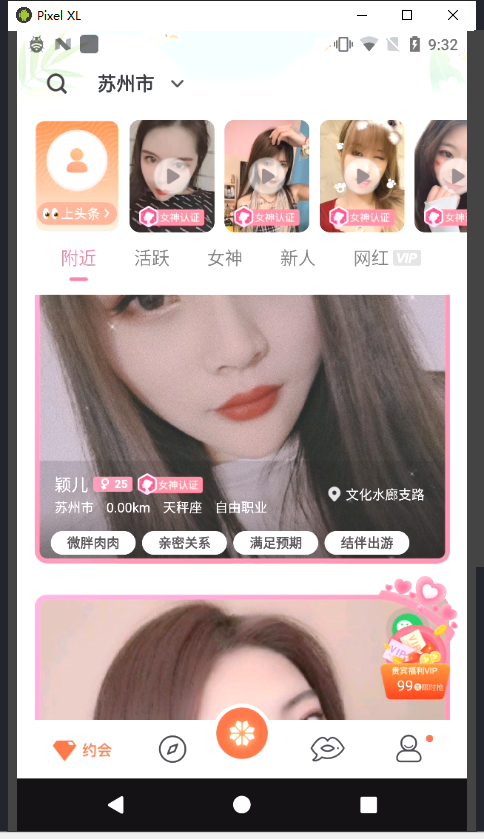 Pixel XL
9:32
苏州市
上头条
女神认证
女神认证
女神认证
附近 活跃 女神 新人 网红 VIP
颖儿 25 女神认证
苏州市 0.00km 天秤座 自由职业
文化水廊支路
微胖肉肉 亲密关系 满足预期 结伴出游
VIP
贵宾福利VIP
99 限时抢
约会